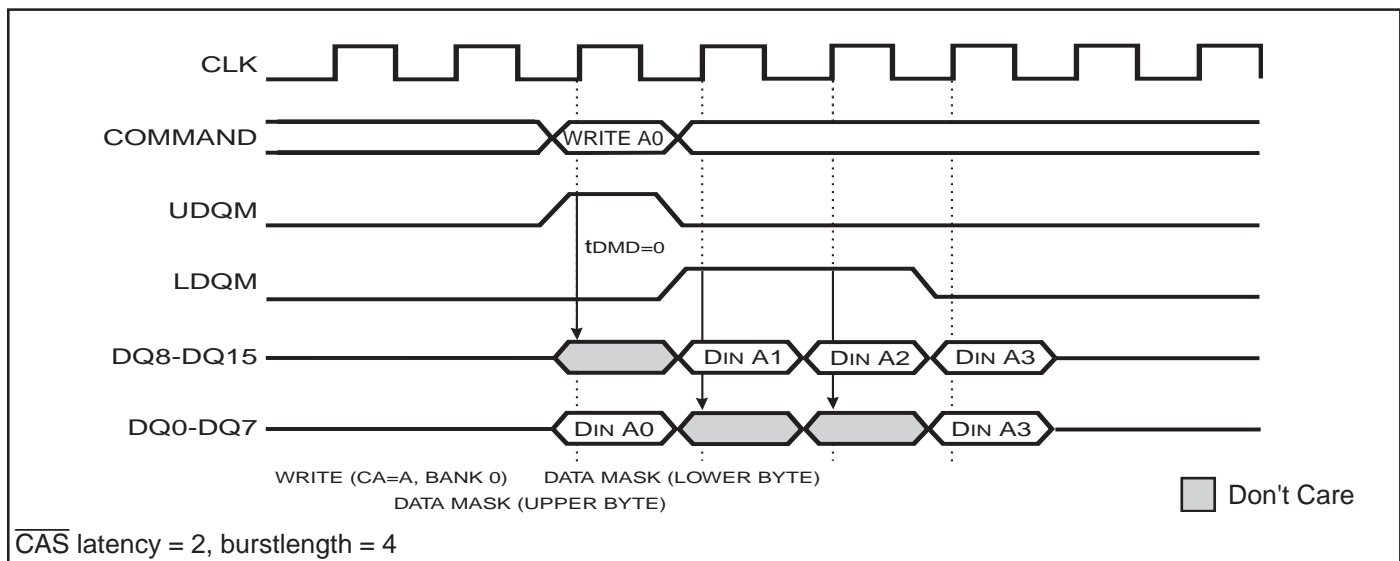 CLK
COMMAND WRITE A0
UDQM
tDMD=0
LDQM
DQ8-DQ15 DIN A1 DIN A2 DIN A3
DQ0-DQ7 DIN A0 DIN A3
WRITE (CA=A, BANK 0) DATA MASK (LOWER BYTE)
DATA MASK (UPPER BYTE)
Don't Care
CAS latency = 2, burstlength = 4